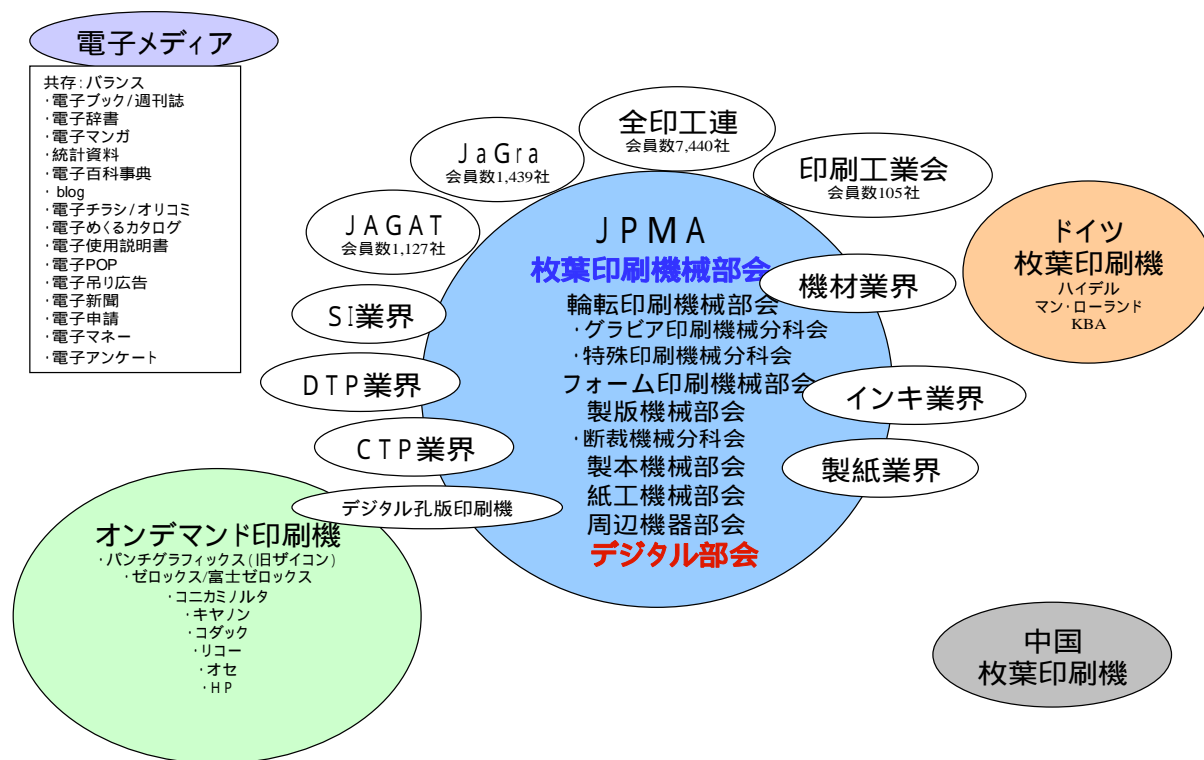 電子メディア
共存:バランス
・電子ブック/週刊誌
・電子辞書
・電子マンガ
・統計資料
・電子百科事典
・blog
・電子チラシ/オリコミ
・電子めくるカタログ
・電子使用説明書
・電子POP
・電子吊り広告
・電子新聞
・電子申請
・電子マネー
・電子アンケート
全印工連
会員数7,440社
JaGra
会員数1,439社
印刷工業会
会員数105社
JAGAT
会員数1,127社
SI業界
DTP業界
CTP業界
デジタル孔版印刷機
JPMA
枚葉印刷機械部会
輪転印刷機械部会
・グラビア印刷機械分科会
・特殊印刷機械分科会
フォーム印刷機械部会
製版機械部会
・断裁機械分科会
製本機械部会
紙工機械部会
周辺機器部会
デジタル部会
機材業界
インキ業界
製紙業界
ドイツ
枚葉印刷機
ハイデル
マン・ローランド
KBA
オンデマンド印刷機
・パンチグラフィックス(旧ザイコン)
・ゼロックス/富士ゼロックス
・コニカミノルタ
・キヤノン
・コダック
・リコー
・オセ
・HP
中国
枚葉印刷機